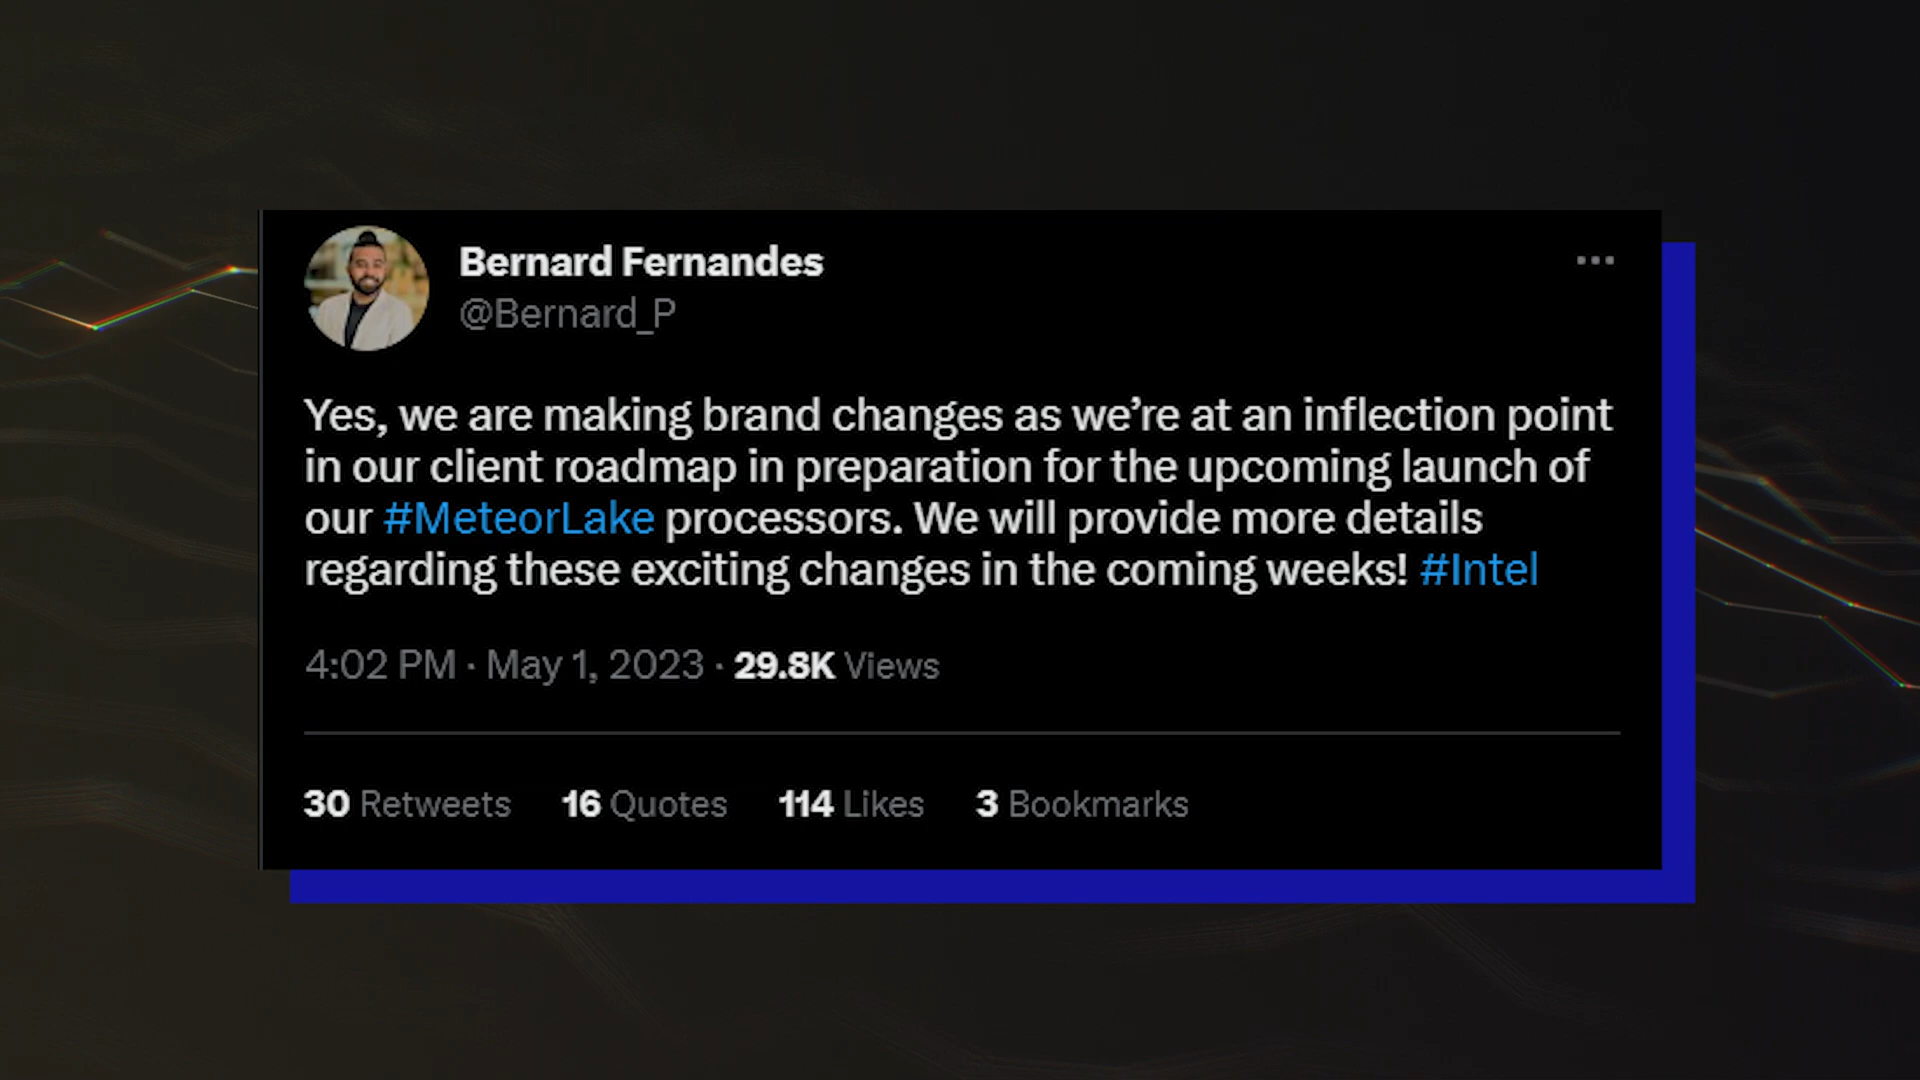 Bernard Fernandes
@Bernard_P
Yes, we are making brand changes as we’re at an inflection point
in our client roadmap in preparation for the upcoming launch of
our #MeteorLake processors. We will provide more details
regarding these exciting changes in the coming weeks! #Intel
4:02 PM · May 1, 2023 · 29.8K Views
30 Retweets 16 Quotes 114 Likes 3 Bookmarks